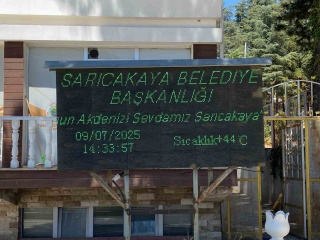 SARICAKAYA BELEDİYE
BAŞKANLIĞI
'un Akdenizi Sevdamız Sarıcakaya'
09/07/2025
14:33:57
Sıcaklık+44°C